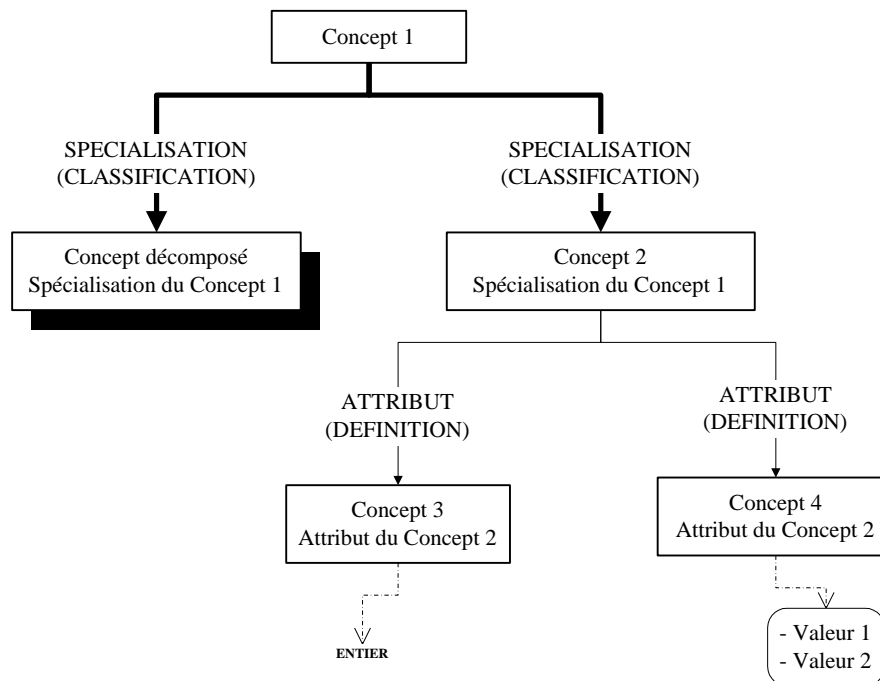 Concept 1
SPECIALISATION
(CLASSIFICATION)
SPECIALISATION
(CLASSIFICATION)
Concept décomposé
Spécialisation du Concept 1
Concept 2
Spécialisation du Concept 1
ATTRIBUT
(DEFINITION)
ATTRIBUT
(DEFINITION)
Concept 3
Attribut du Concept 2
Concept 4
Attribut du Concept 2
ENTIER
- Valeur 1
- Valeur 2